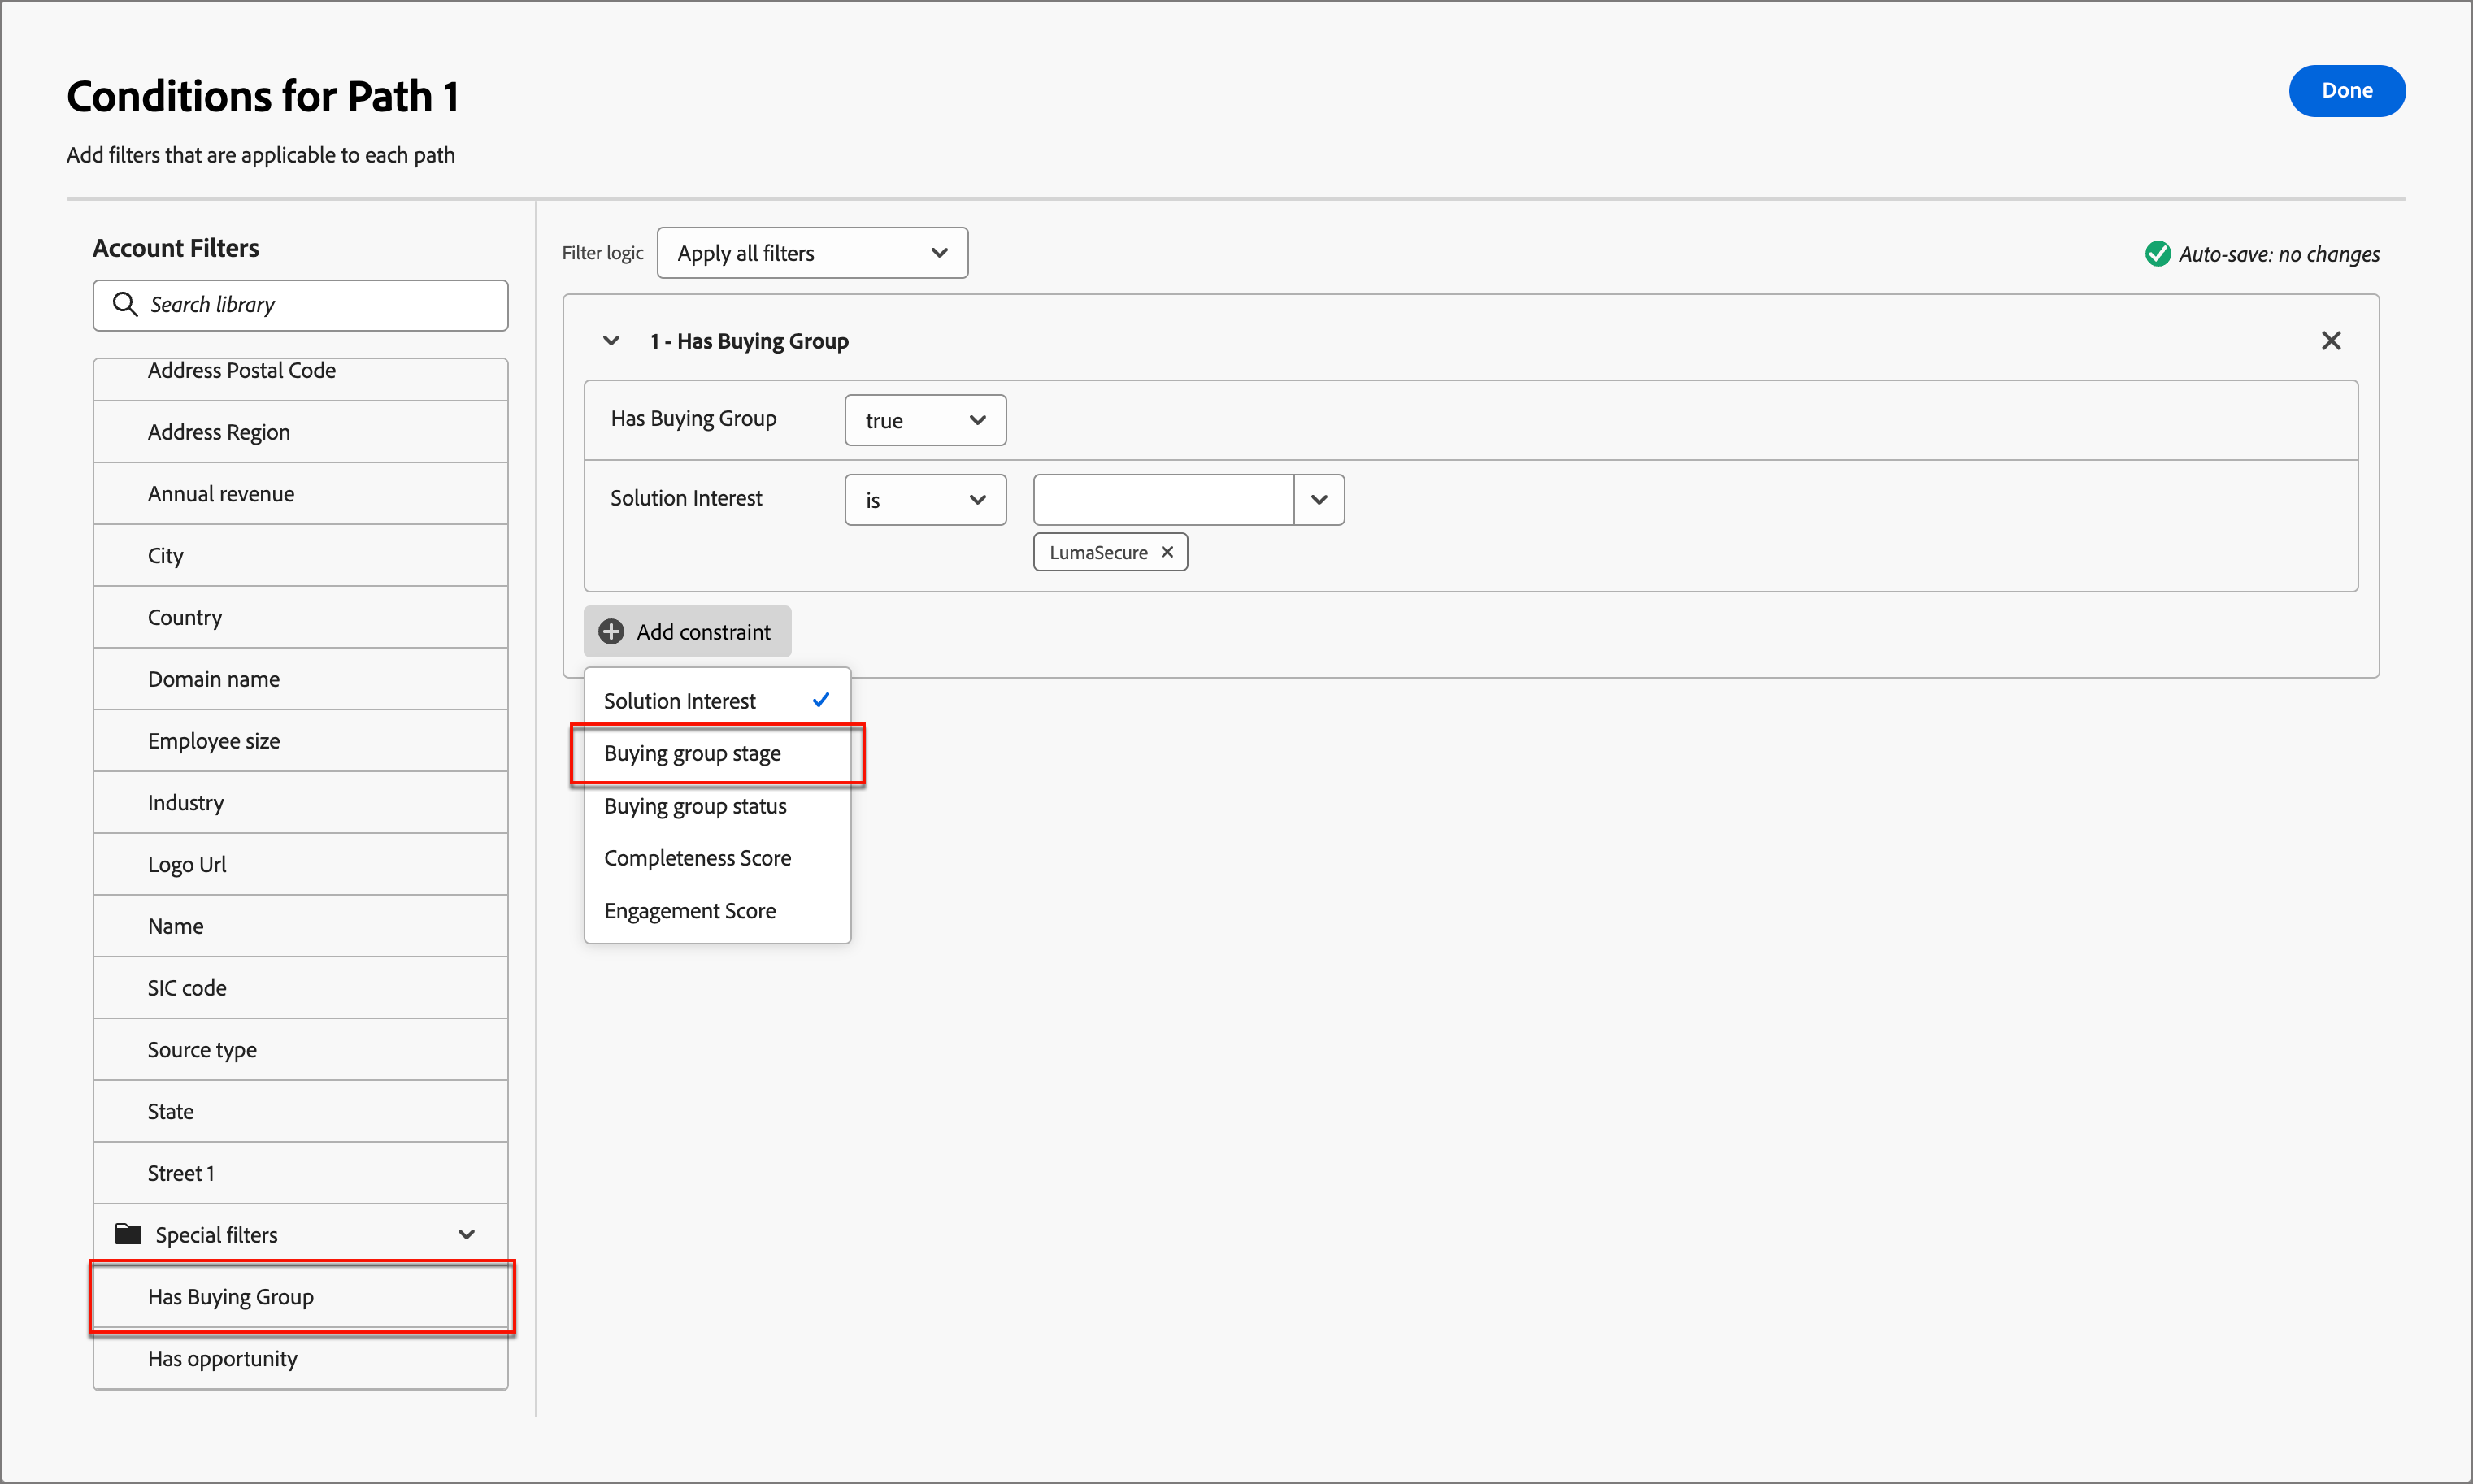 Conditions for Path 1
Done
Add filters that are applicable to each path
Account Filters
Search library
Address Postal Code
Address Region
Annual revenue
City
Country
Domain name
Employee size
Industry
Logo Url
Name
SIC code
Source type
State
Street 1
Special filters
Has Buying Group
Has opportunity
Filter logic
Apply all filters
Auto-save: no changes
1 - Has Buying Group
Has Buying Group
true
Solution Interest
is
LumaSecure
Add constraint
Solution Interest
Buying group stage
Buying group status
Completeness Score
Engagement Score